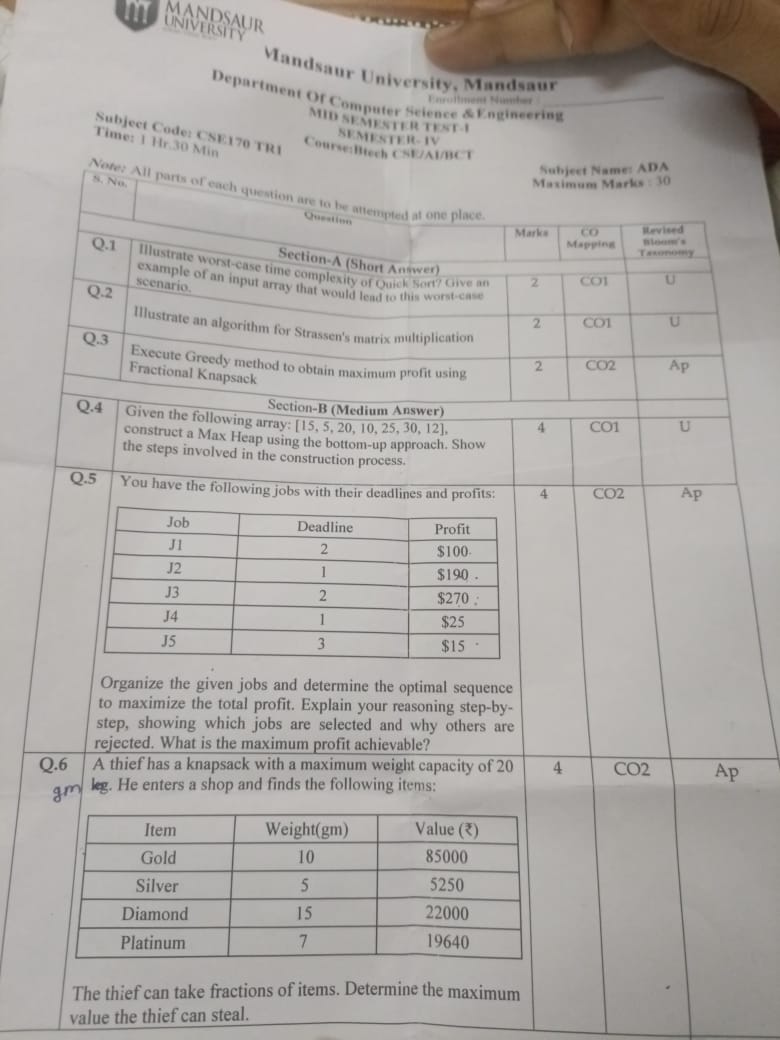 MANDSAUR
UNIVERSITY
Mandsaur University, Mandsaur
Enrollment Number :
Department Of Computer Science & Engineering
MID SEMESTER TEST-I
SEMESTER- IV
Subject Code: CSE170 TR1
Course:Btech CSE/AI/BCT
Subject Name: ADA
Time: 1 Hr.30 Min
Maximum Marks : 30
Note: All parts of each question are to be attempted at one place.
S. No. Question Marks CO Mapping Revised Bloom's Taxonomy
Section-A (Short Answer)
Q.1 Illustrate worst-case time complexity of Quick Sort? Give an 2 CO1 U
example of an input array that would lead to this worst-case
scenario.
Q.2 Illustrate an algorithm for Strassen's matrix multiplication 2 CO1 U
Q.3 Execute Greedy method to obtain maximum profit using 2 CO2 Ap
Fractional Knapsack
Section-B (Medium Answer)
Q.4 Given the following array: [15, 5, 20, 10, 25, 30, 12], 4 CO1 U
construct a Max Heap using the bottom-up approach. Show
the steps involved in the construction process.
Q.5 You have the following jobs with their deadlines and profits: 4 CO2 Ap
Job Deadline Profit
J1 2 $100
J2 1 $190
J3 2 $270
J4 1 $25
J5 3 $15
Organize the given jobs and determine the optimal sequence
to maximize the total profit. Explain your reasoning step-by-
step, showing which jobs are selected and why others are
rejected. What is the maximum profit achievable?
Q.6 A thief has a knapsack with a maximum weight capacity of 20 4 CO2 Ap
gm kg. He enters a shop and finds the following items:
Item Weight(gm) Value (₹)
Gold 10 85000
Silver 5 5250
Diamond 15 22000
Platinum 7 19640
The thief can take fractions of items. Determine the maximum
value the thief can steal.